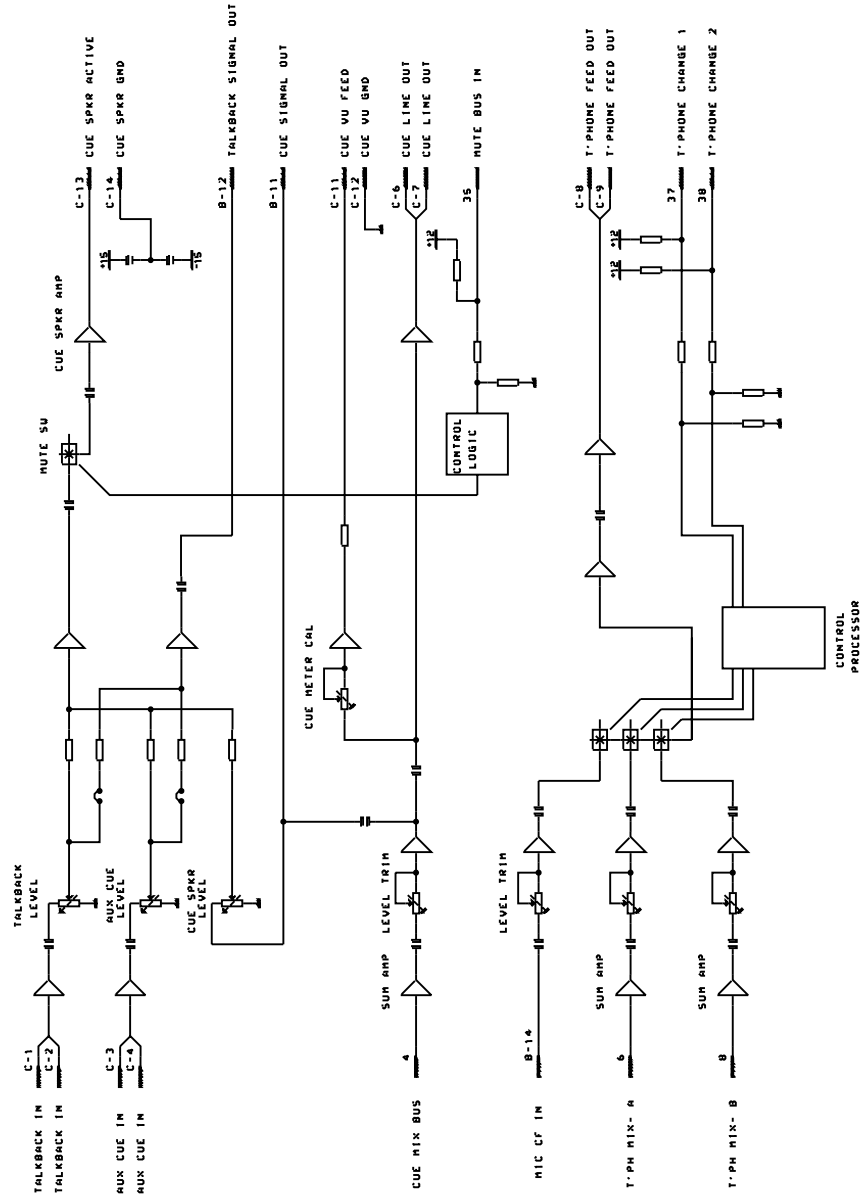 CUE SPKR ACTIVE
C-13
CUE SPKR GND
C-14
TALKBACK SIGNAL OUT
B-12
CUE SIGNAL OUT
B-11
CUE VU FEED
C-11
CUE VU GND
C-12
CUE LINE OUT
C-6
CUE LINE OUT
C-7
MUTE BUS IN
35
T'PHONE FEED OUT
C-8
T'PHONE FEED OUT
C-9
T'PHONE CHANGE 1
37
T'PHONE CHANGE 2
38
+15
-15
+12
+12
+12
CUE SPKR AMP
MUTE SW
CONTROL
LOGIC
CUE METER CAL
CONTROL
PROCESSOR
TALKBACK
LEVEL
AUX CUE
LEVEL
CUE SPKR
LEVEL
LEVEL TRIM
LEVEL TRIM
SUM AMP
SUM AMP
SUM AMP
C-1
TALKBACK IN
C-2
TALKBACK IN
C-3
AUX CUE IN
C-4
AUX CUE IN
4
CUE MIX BUS
B-14
MIC CF IN
6
T'PH MIX- A
8
T'PH MIX- B